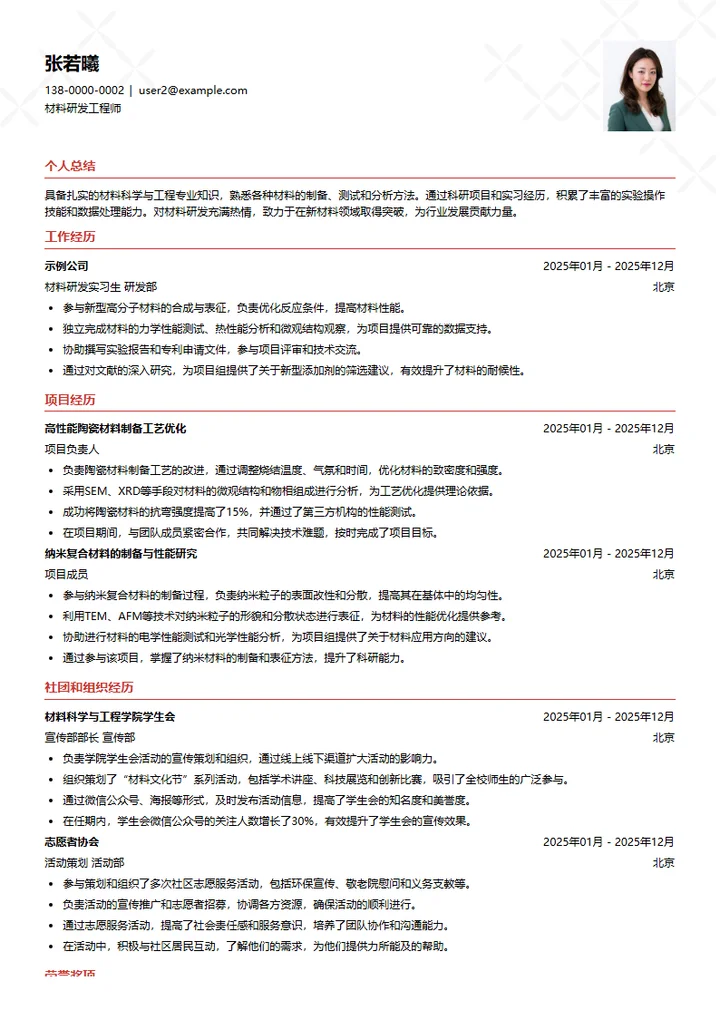 张若曦
138-0000-0002 | user2@example.com
材料研发工程师
个人总结
具备扎实的材料科学与工程专业知识，熟悉各种材料的制备、测试和分析方法。通过科研项目和实习经历，积累了丰富的实验操作
技能和数据处理能力。对材料研发充满热情，致力于在新材料领域取得突破，为行业发展贡献力量。
工作经历
示例公司 2025年01月 - 2025年12月
材料研发实习生 研发部 北京
• 参与新型高分子材料的合成与表征，负责优化反应条件，提高材料性能。
• 独立完成材料的力学性能测试、热性能分析和微观结构观察，为项目提供可靠的数据支持。
• 协助撰写实验报告和专利申请文件，参与项目评审和技术交流。
• 通过对文献的深入研究，为项目组提供了关于新型添加剂的筛选建议，有效提升了材料的耐候性。
项目经历
高性能陶瓷材料制备工艺优化 2025年01月 - 2025年12月
项目负责人 北京
• 负责陶瓷材料制备工艺的改进，通过调整烧结温度、气氛和时间，优化材料的致密度和强度。
• 采用SEM、XRD等手段对材料的微观结构和物相组成进行分析，为工艺优化提供理论依据。
• 成功将陶瓷材料的抗弯强度提高了15%，并通过了第三方机构的性能测试。
• 在项目期间，与团队成员紧密合作，共同解决技术难题，按时完成了项目目标。
纳米复合材料的制备与性能研究 2025年01月 - 2025年12月
项目成员 北京
• 参与纳米复合材料的制备过程，负责纳米粒子的表面改性和分散，提高其在基体中的均匀性。
• 利用TEM、AFM等技术对纳米粒子的形貌和分散状态进行表征，为材料的性能优化提供参考。
• 协助进行材料的电学性能测试和光学性能分析，为项目组提供了关于材料应用方向的建议。
• 通过参与该项目，掌握了纳米材料的制备和表征方法，提升了科研能力。
社团和组织经历
材料科学与工程学院学生会 2025年01月 - 2025年12月
宣传部部长 宣传部 北京
• 负责学院学生会活动的宣传策划和组织，通过线上线下渠道扩大活动的影响力。
• 组织策划了“材料文化节”系列活动，包括学术讲座、科技展览和创新比赛，吸引了全校师生的广泛参与。
• 通过微信公众号、海报等形式，及时发布活动信息，提高了学生会的知名度和美誉度。
• 在任期内，学生会微信公众号的关注人数增长了30%，有效提升了学生会的宣传效果。
志愿者协会 2025年01月 - 2025年12月
活动策划 活动部 北京
• 参与策划和组织了多次社区志愿服务活动，包括环保宣传、敬老院慰问和义务支教等。
• 负责活动的宣传推广和志愿者招募，协调各方资源，确保活动的顺利进行。
• 通过志愿服务活动，提高了社会责任感和服务意识，培养了团队协作和沟通能力。
• 在活动中，积极与社区居民互动，了解他们的需求，为他们提供力所能及的帮助。
荣誉奖项